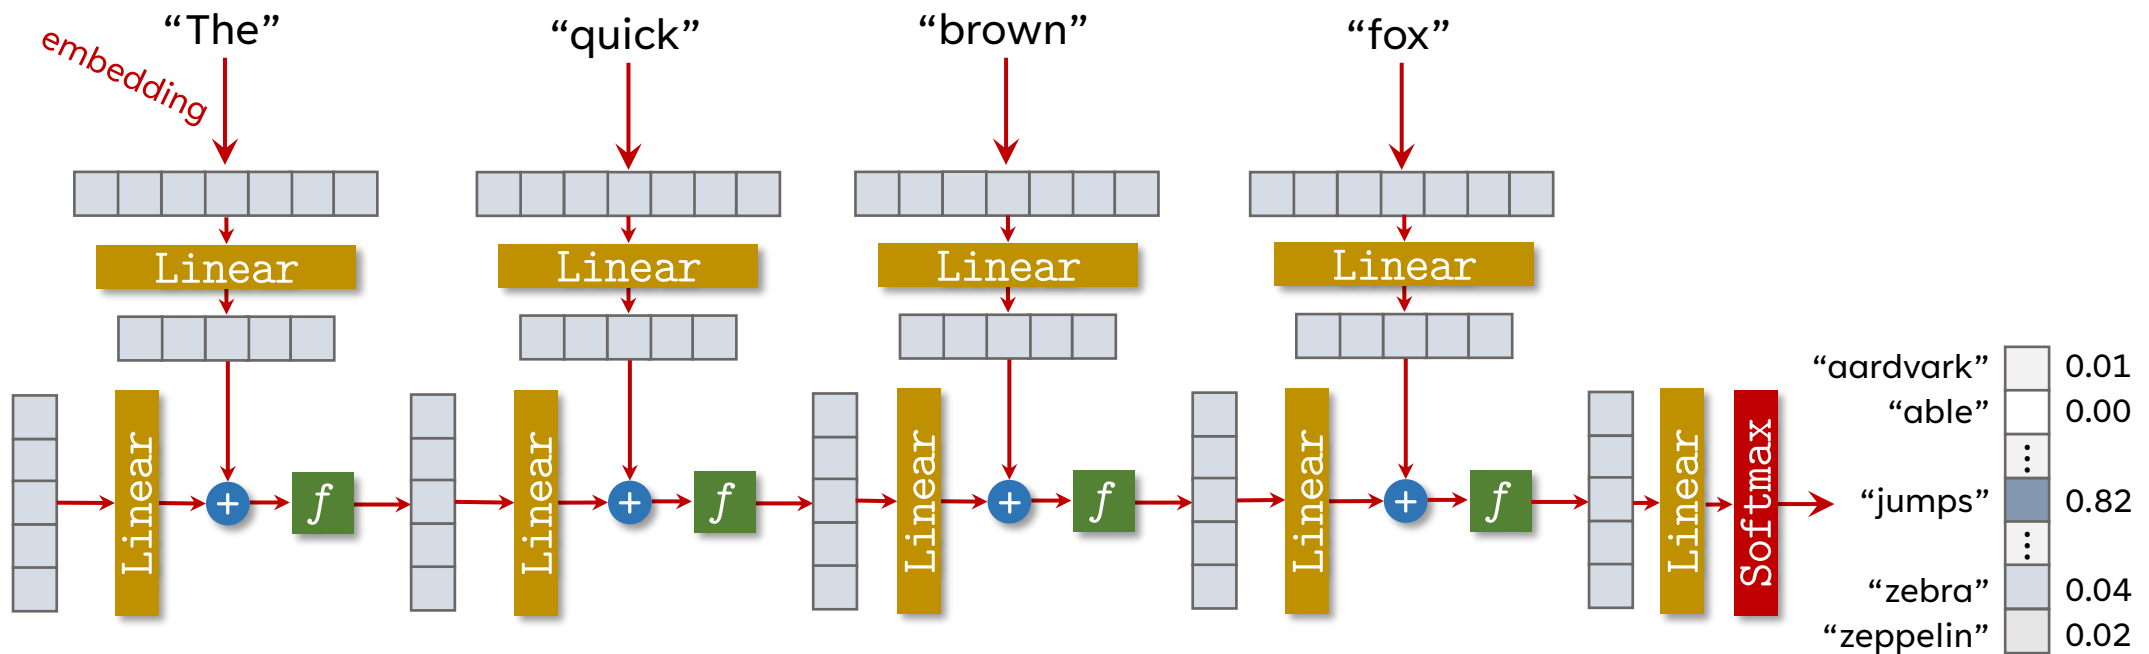 “The” “quick” “brown” “fox”
embedding
Linear Linear Linear Linear
Linear + f Linear + f Linear + f Linear + f Linear Softmax
“aardvark” 0.01
“able” 0.00
⋮
“jumps” 0.82
⋮
“zebra” 0.04
“zeppelin” 0.02